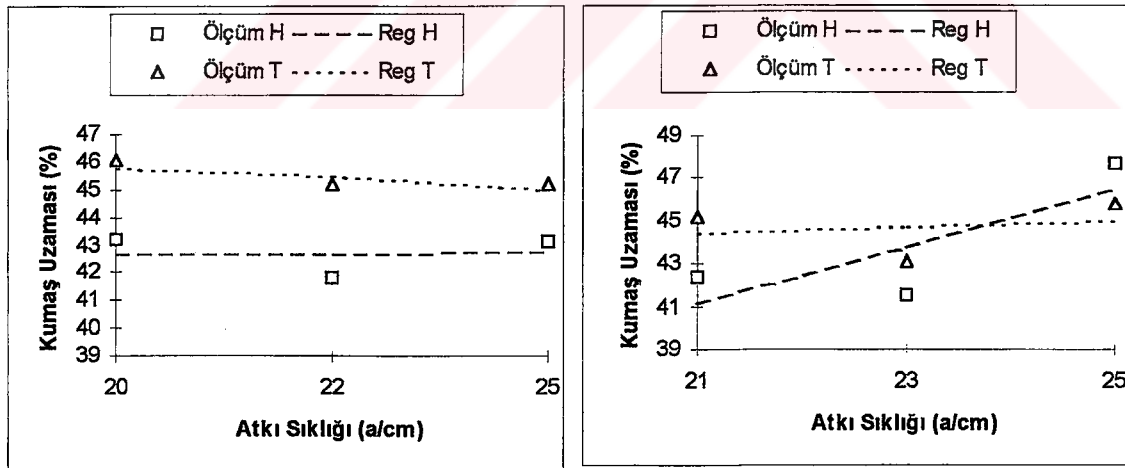 Ölçüm H Reg H
Ölçüm T Reg T
Kumaş Uzaması (%)
47
46
45
44
43
42
41
40
39
20 22 25
Atkı Sıklığı (a/cm)
Ölçüm H Reg H
Ölçüm T Reg T
Kumaş Uzaması (%)
49
47
45
43
41
39
21 23 25
Atkı Sıklığı (a/cm)